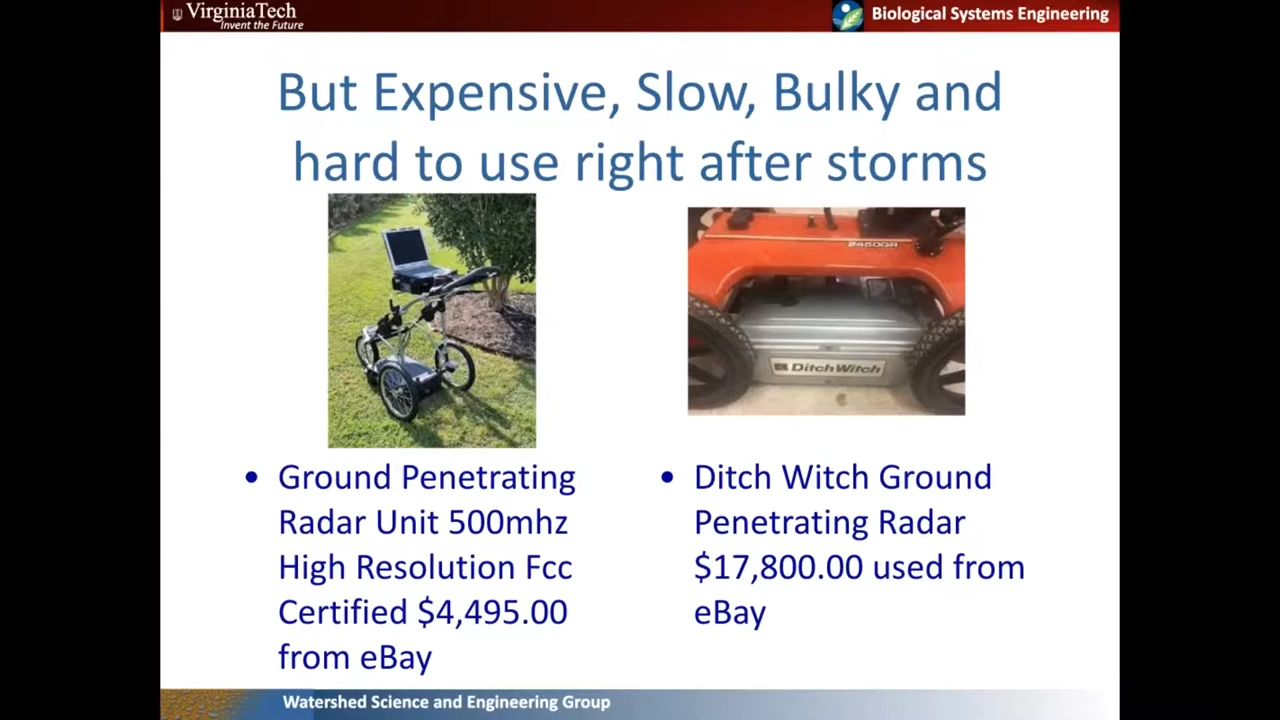 VirginiaTech
Invent the Future
Biological Systems Engineering
But Expensive, Slow, Bulky and
hard to use right after storms
2450GR
DitchWitch
• Ground Penetrating
Radar Unit 500mhz
High Resolution Fcc
Certified $4,495.00
from eBay
• Ditch Witch Ground
Penetrating Radar
$17,800.00 used from
eBay
Watershed Science and Engineering Group